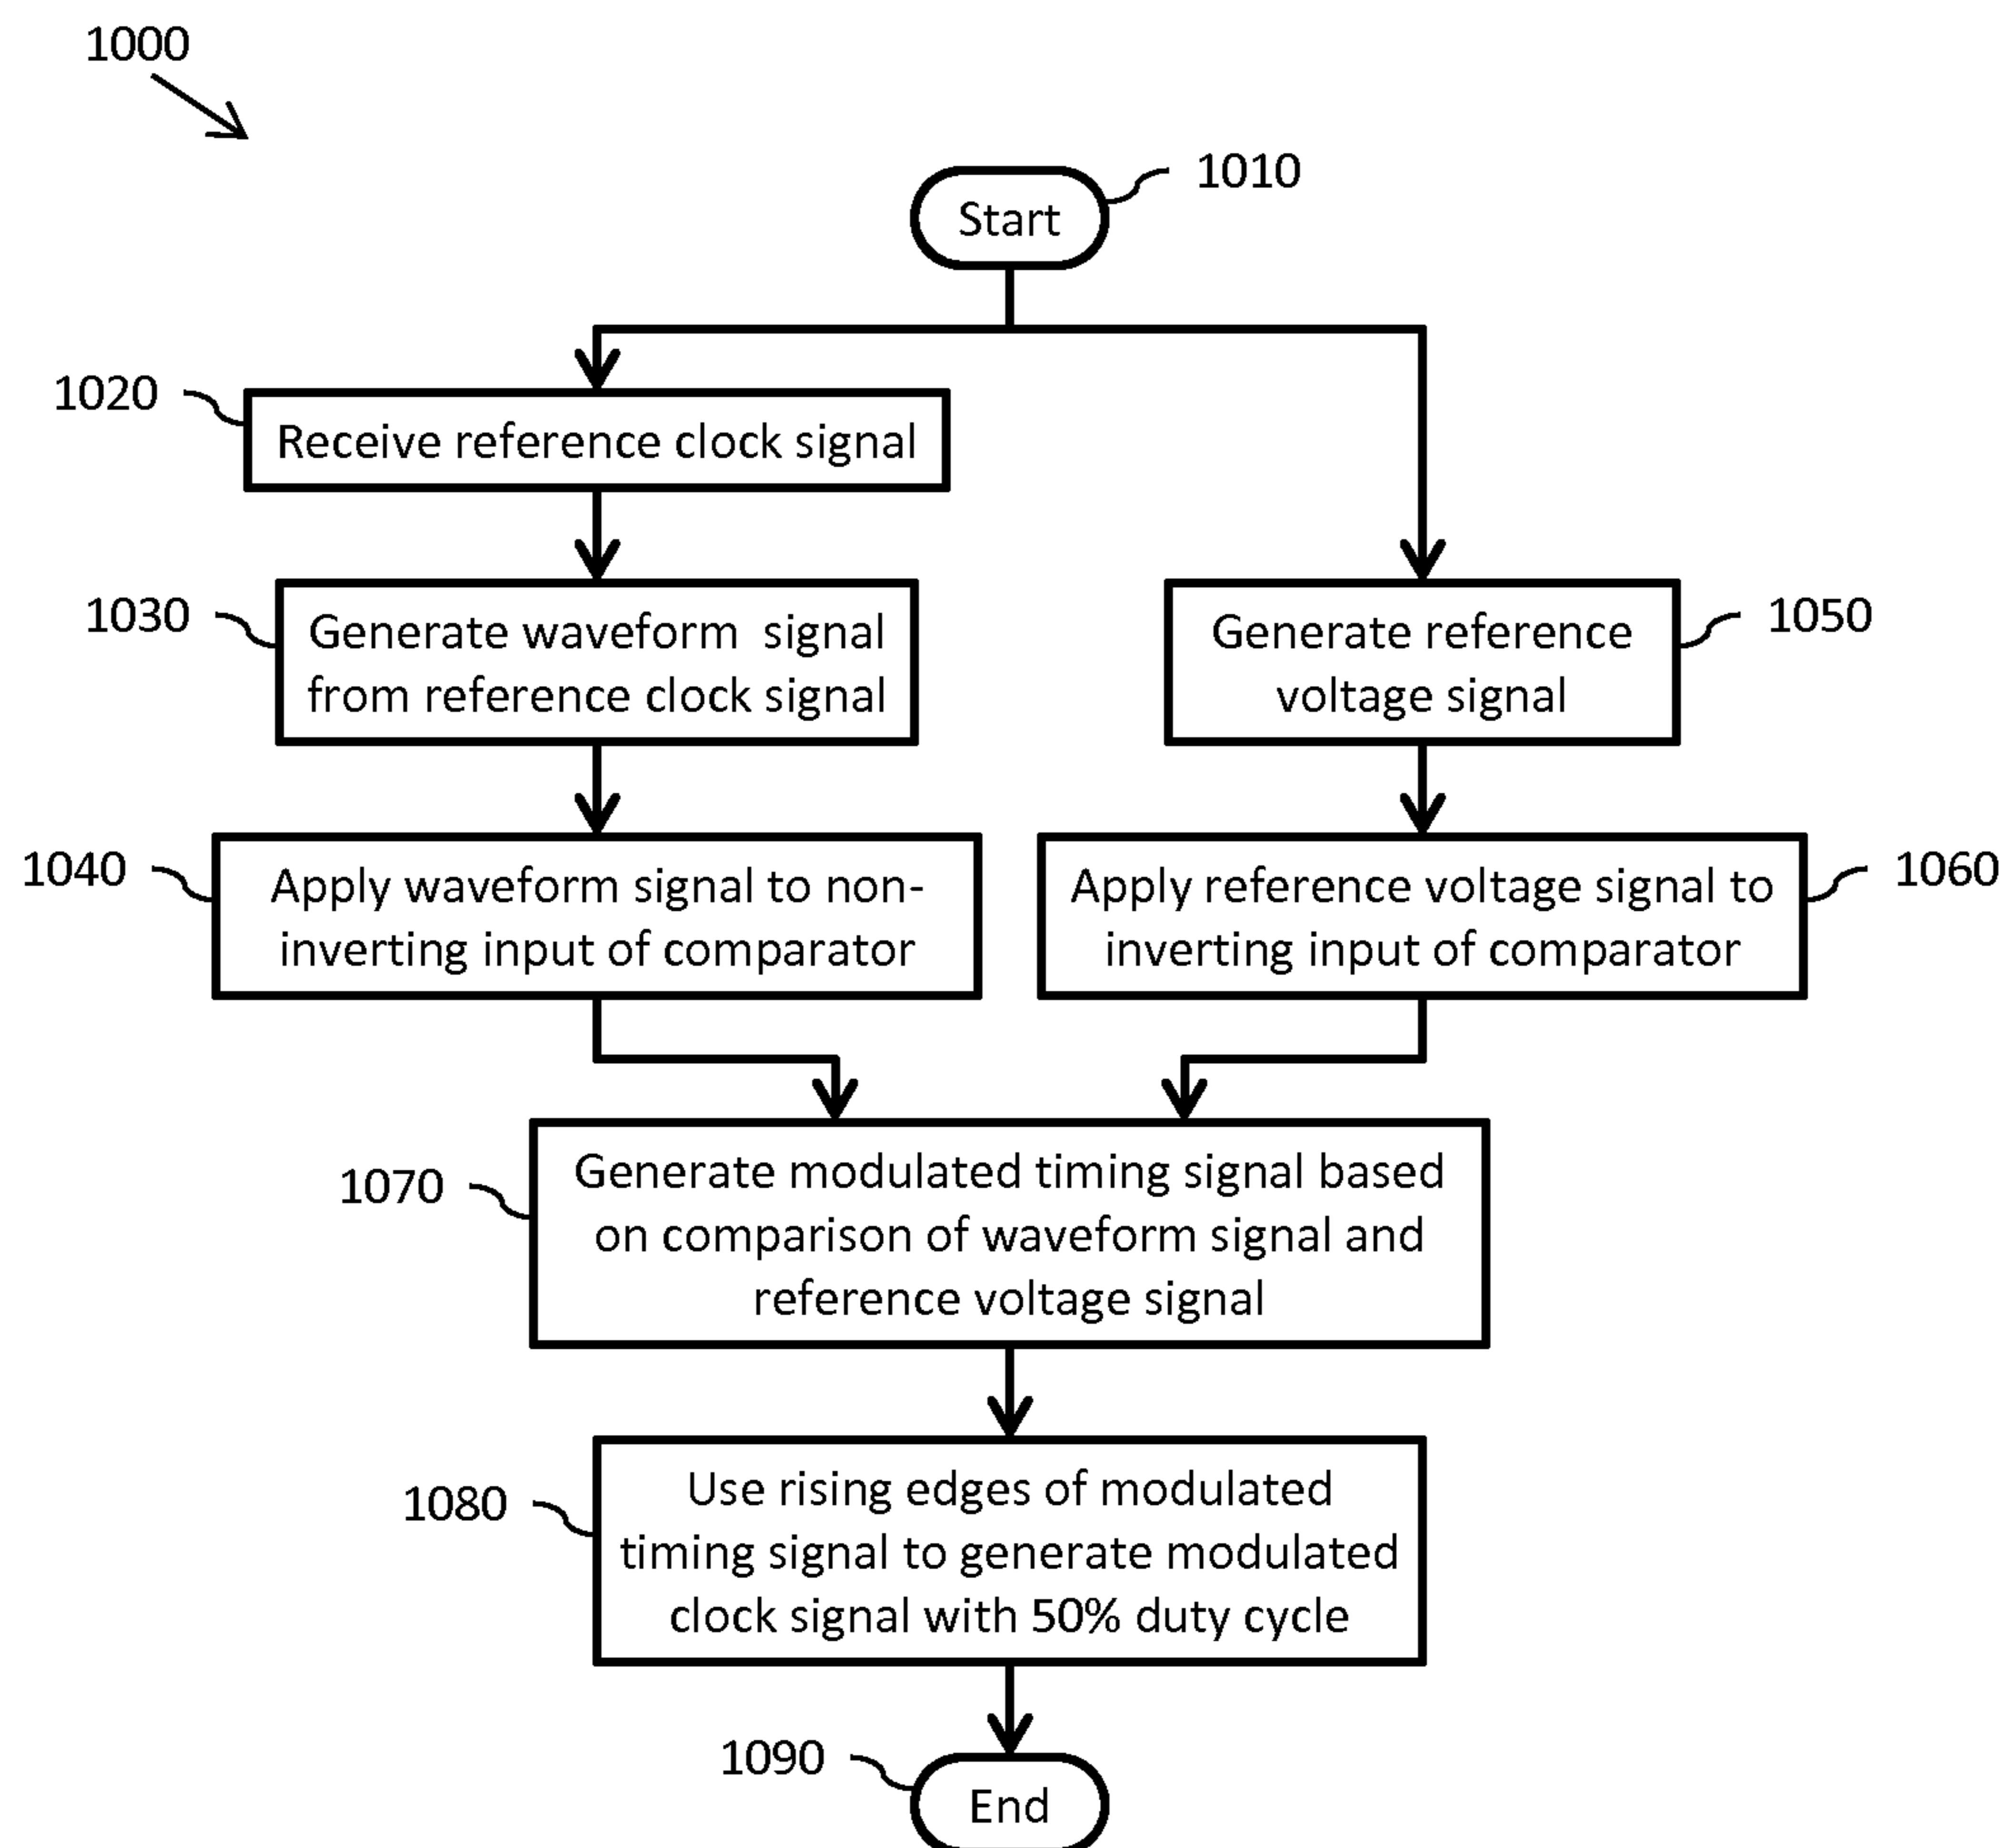 1000
1010
Start
1020
Receive reference clock signal
1030
Generate waveform signal
from reference clock signal
1050
Generate reference
voltage signal
1040
Apply waveform signal to non-
inverting input of comparator
1060
Apply reference voltage signal to
inverting input of comparator
1070
Generate modulated timing signal based
on comparison of waveform signal and
reference voltage signal
1080
Use rising edges of modulated
timing signal to generate modulated
clock signal with 50% duty cycle
1090
End